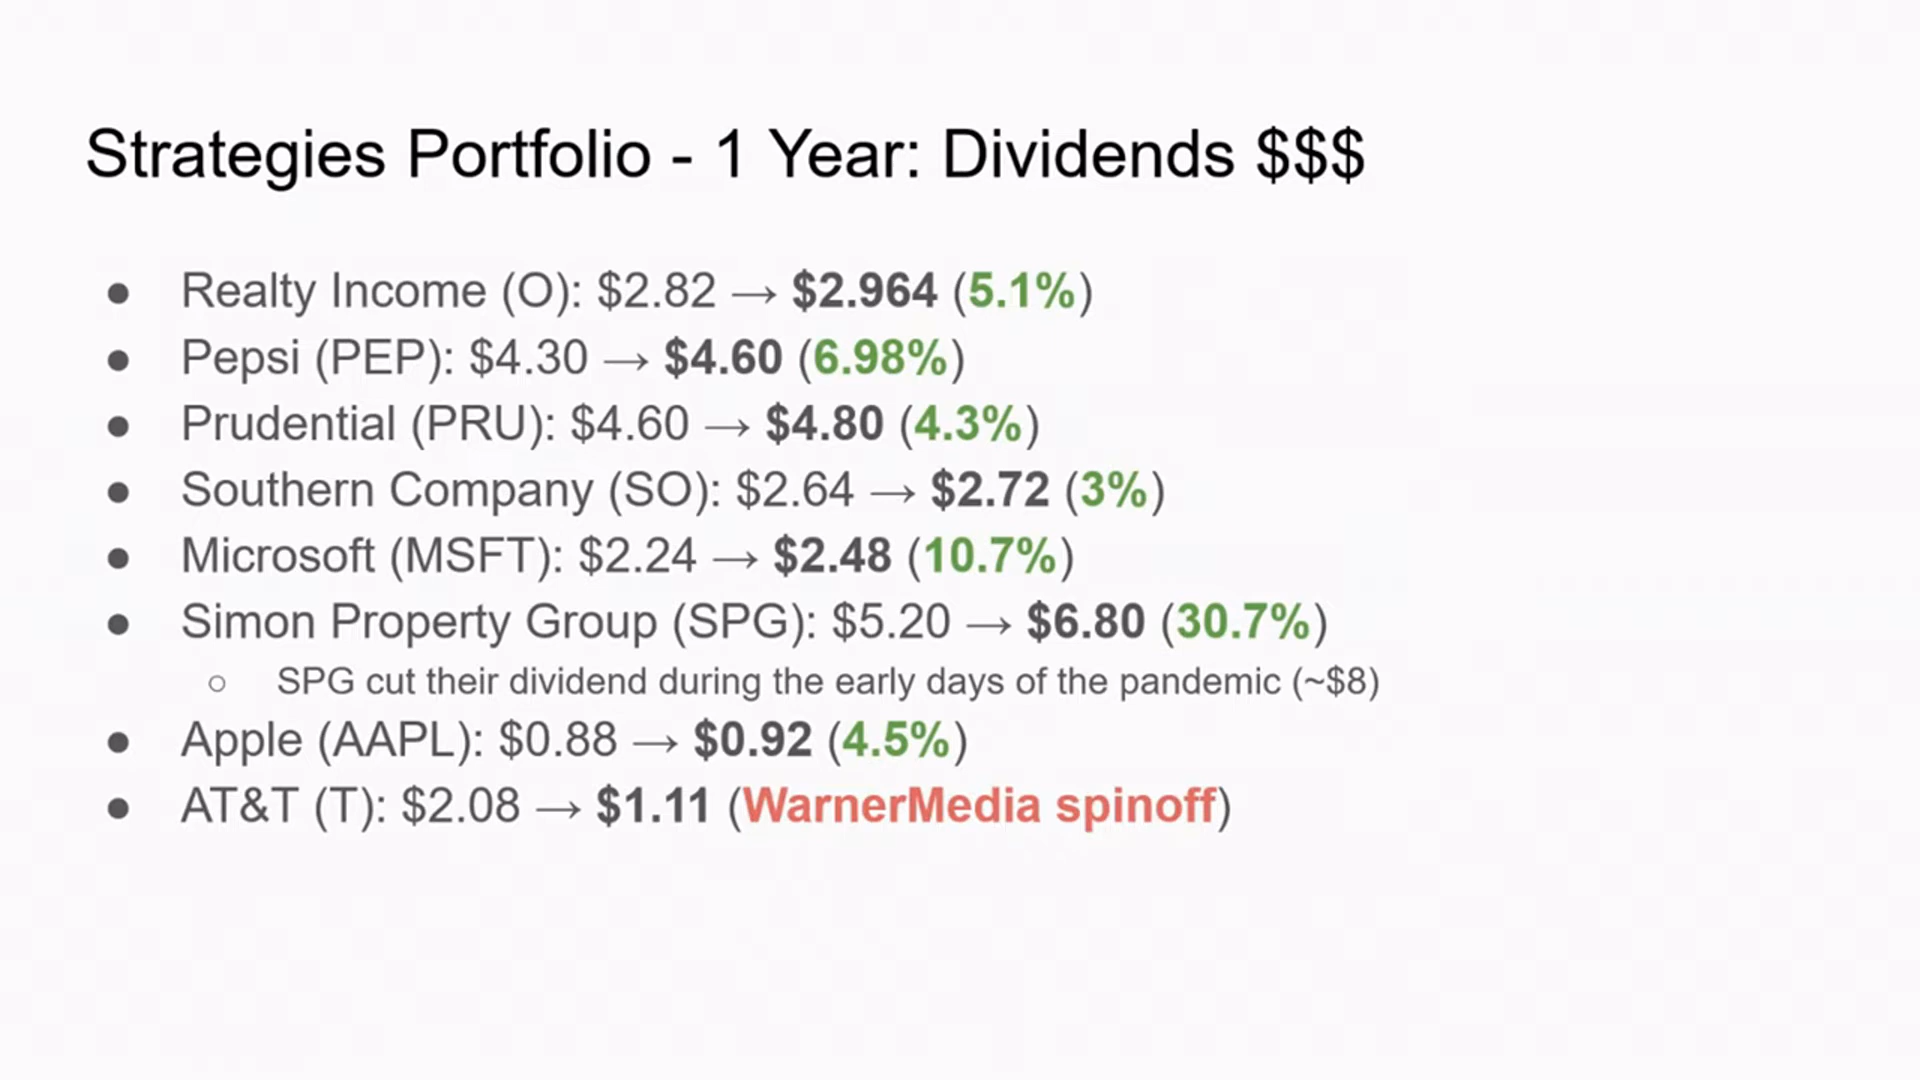 Strategies Portfolio - 1 Year: Dividends $$$
● Realty Income (O): $2.82 → $2.964 (5.1%)
● Pepsi (PEP): $4.30 → $4.60 (6.98%)
● Prudential (PRU): $4.60 → $4.80 (4.3%)
● Southern Company (SO): $2.64 → $2.72 (3%)
● Microsoft (MSFT): $2.24 → $2.48 (10.7%)
● Simon Property Group (SPG): $5.20 → $6.80 (30.7%)
○ SPG cut their dividend during the early days of the pandemic (~$8)
● Apple (AAPL): $0.88 → $0.92 (4.5%)
● AT&T (T): $2.08 → $1.11 (WarnerMedia spinoff)